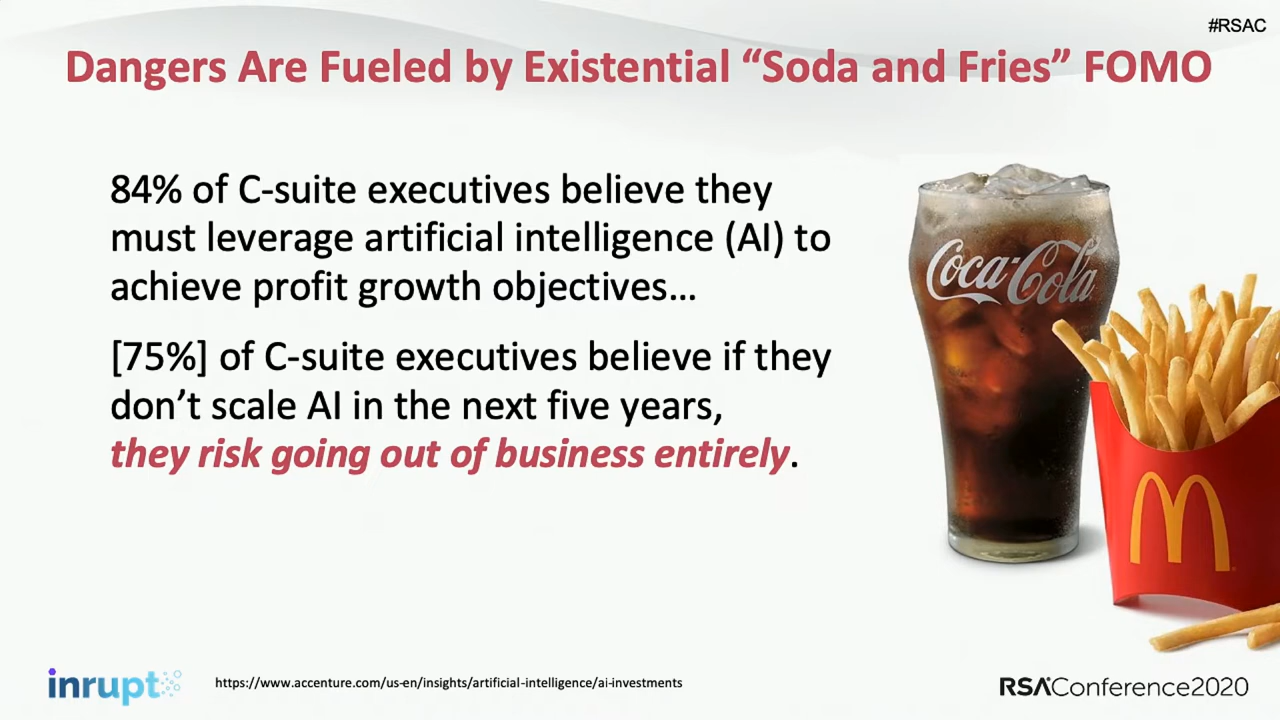 #RSAC
Dangers Are Fueled by Existential “Soda and Fries” FOMO
84% of C-suite executives believe they
must leverage artificial intelligence (AI) to
achieve profit growth objectives…
[75%] of C-suite executives believe if they
don’t scale AI in the next five years,
they risk going out of business entirely.
Coca-Cola
M
inrupt
https://www.accenture.com/us-en/insights/artificial-intelligence/ai-investments
RSAConference2020